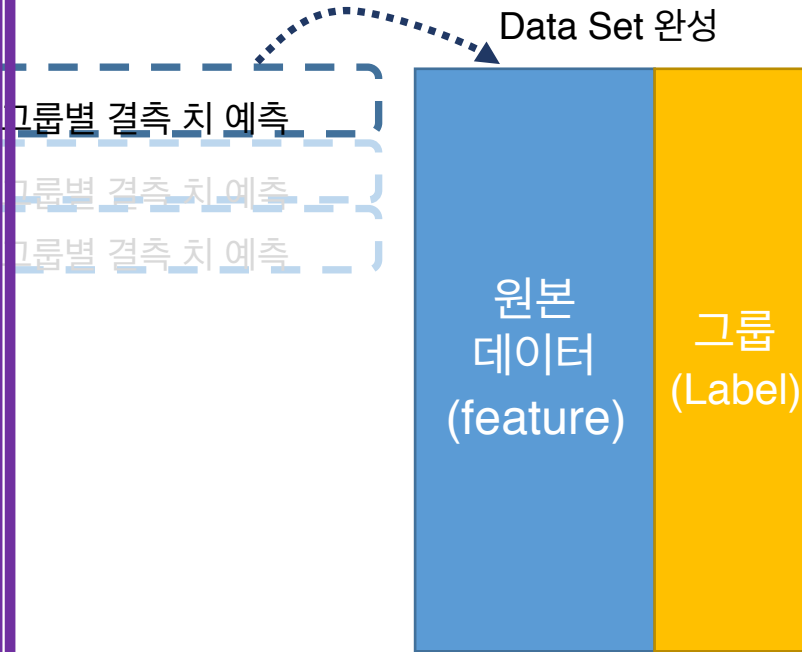 Data Set 완성
그룹별 결측 치 예측
그룹별 결측 치 예측
그룹별 결측 치 예측
원본
데이터
(feature)
그룹
(Label)